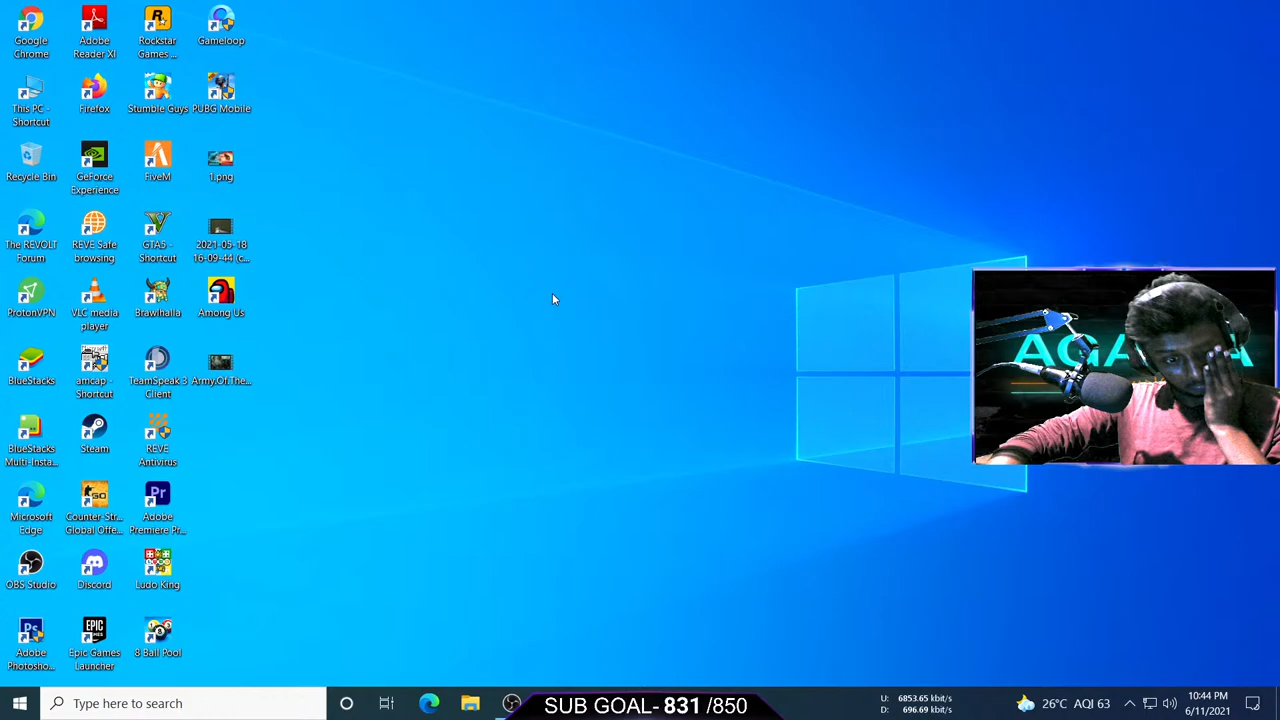 Google
Chrome
Adobe
Reader XI
Rockstar
Games ...
Gameloop
This PC -
Shortcut
Firefox
Stumble Guys
PUBG Mobile
Recycle Bin
GeForce
Experience
FiveM
1.png
The REVOLT
Forum
REVE Safe
browsing
GTA5 -
Shortcut
2021-05-18
16-09-44 (c...
ProtonVPN
VLC media
player
Brawlhalla
Among Us
BlueStacks
amcap -
Shortcut
TeamSpeak 3
Client
Army.Of.The...
BlueStacks
Multi-Insta...
Steam
REVE
Antivirus
Microsoft
Edge
Counter-Str...
Global Offe...
Adobe
Premiere Pr...
OBS Studio
Discord
Ludo King
Adobe
Photosho...
Epic Games
Launcher
8 Ball Pool
Type here to search
SUB GOAL- 831 /850
U: 6853.65 kbit/s
D: 696.69 kbit/s
26°C AQI 63
10:44 PM
6/11/2021